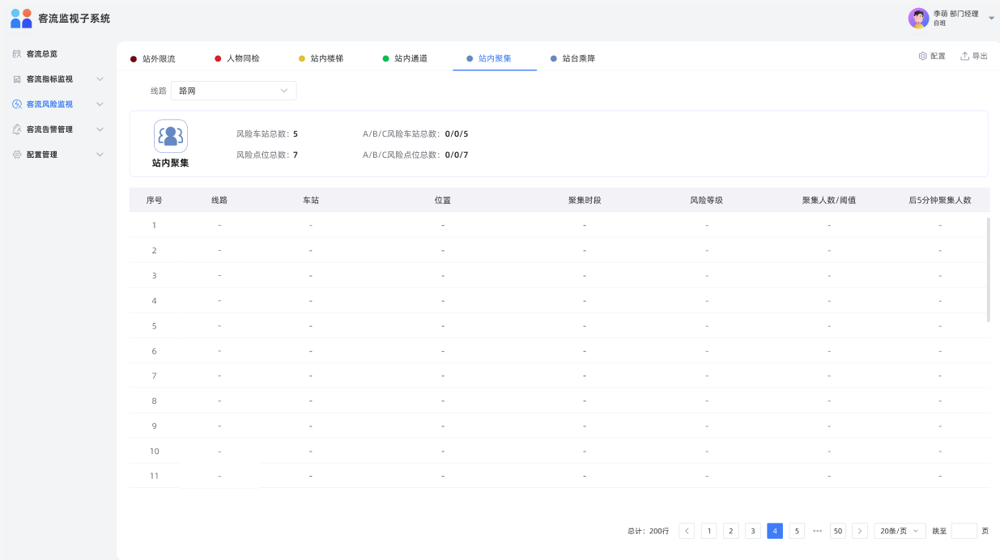 客流监视子系统
李萌 部门经理
白班
客流总览
客流指标监视
客流风险监视
客流告警管理
配置管理
站外限流 人物同检 站内楼梯 站内通道 站内聚集 站台乘降 配置 导出
线路 路网
风险车站总数: 5 A/B/C风险车站总数: 0/0/5
风险点位总数: 7 A/B/C风险点位总数: 0/0/7
站内聚集
序号 线路 车站 位置 聚集时段 风险等级 聚集人数/阈值 后5分钟聚集人数
1 - - - - - - -
2 - - - - - - -
3 - - - - - - -
4 - - - - - - -
5 - - - - - - -
6 - - - - - - -
7 - - - - - - -
8 - - - - - - -
9 - - - - - - -
10 - - - - - - -
11 - - - - - - -
总计: 200行 1 2 3 4 5 ••• 50 20条/页 跳至 页